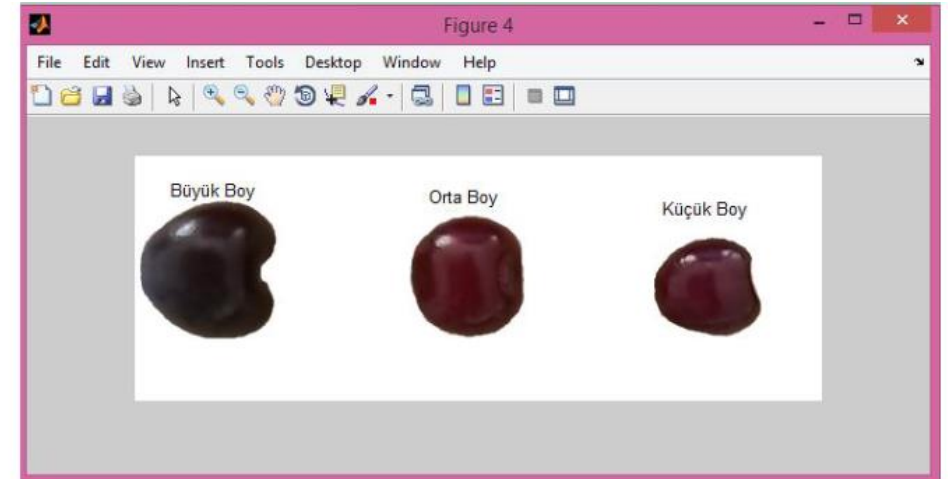 Figure 4
File Edit View Insert Tools Desktop Window Help
Büyük Boy
Orta Boy
Küçük Boy